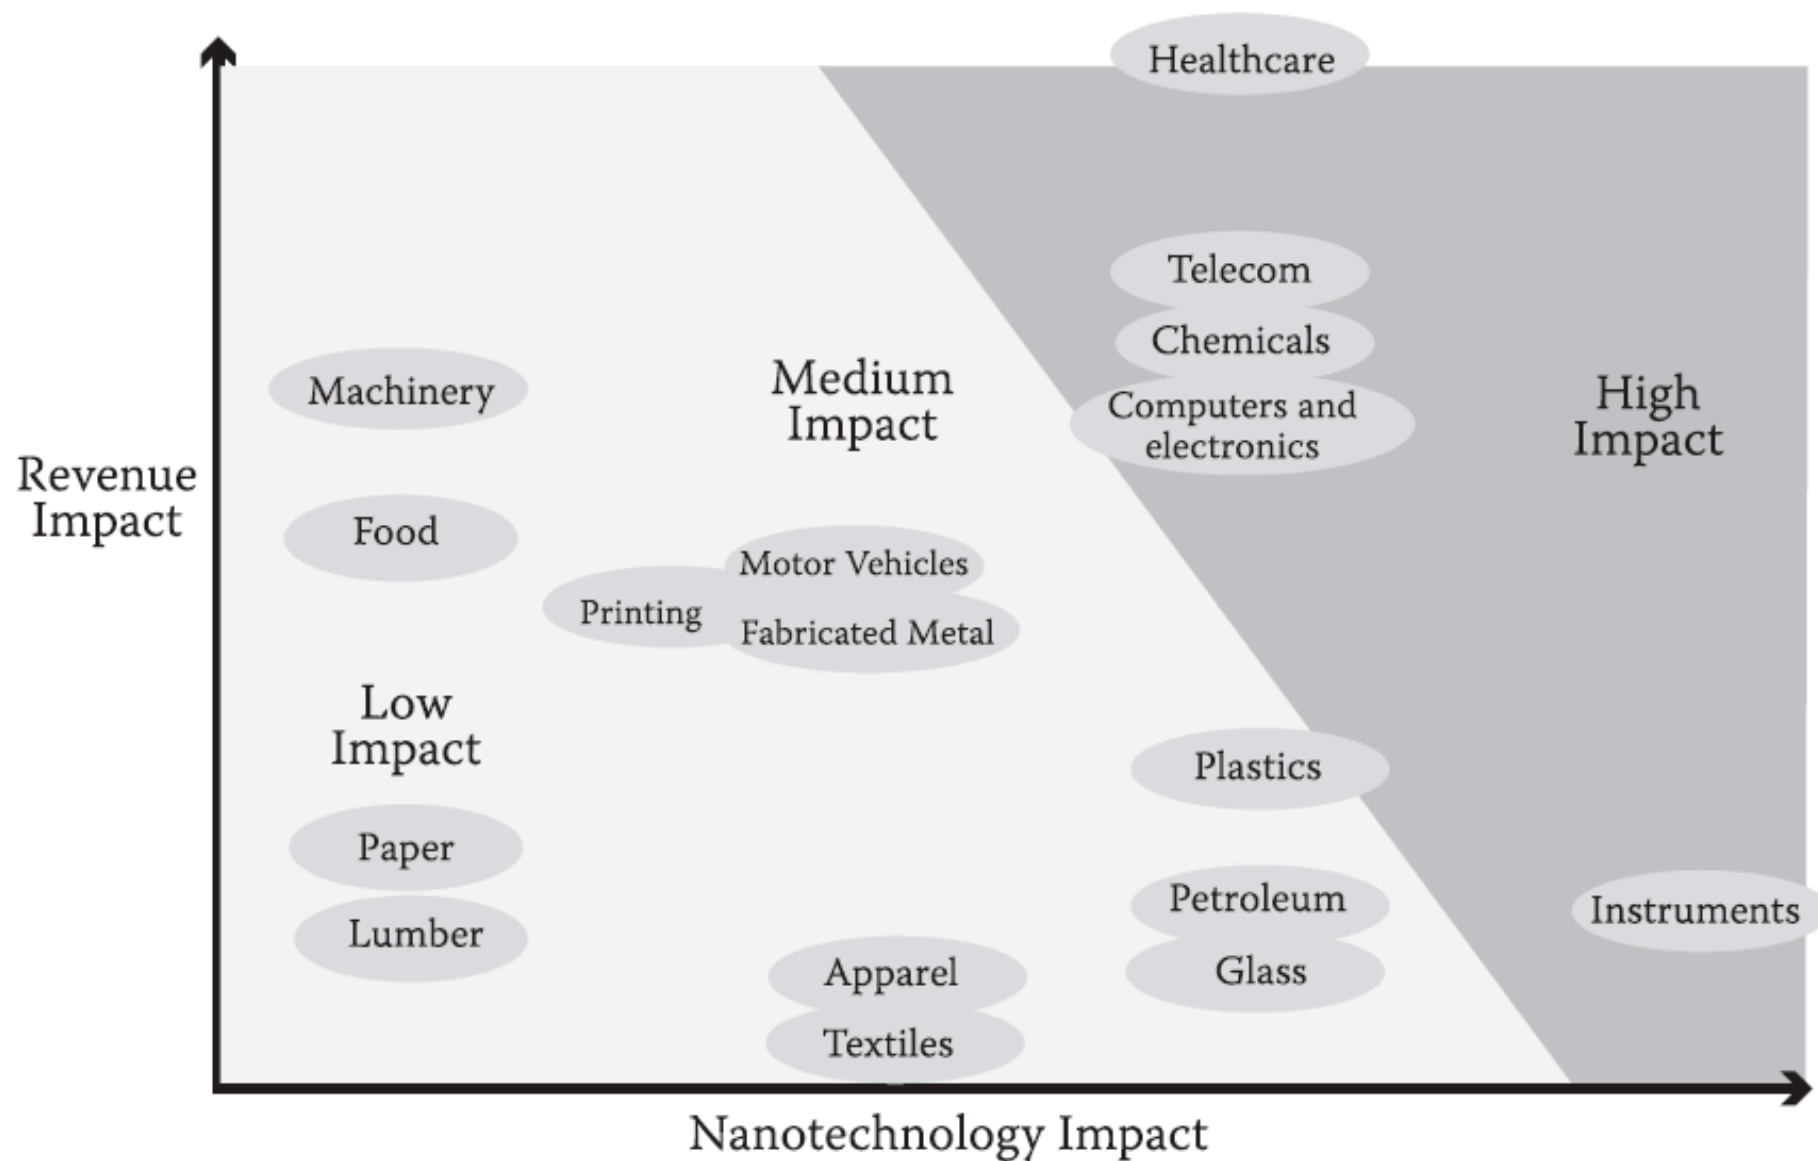 Healthcare
Telecom
Chemicals
Computers and
electronics
High
Impact
Medium
Impact
Machinery
Revenue
Impact
Food
Motor Vehicles
Printing
Fabricated Metal
Low
Impact
Plastics
Paper
Petroleum
Instruments
Lumber
Apparel
Glass
Textiles
Nanotechnology Impact